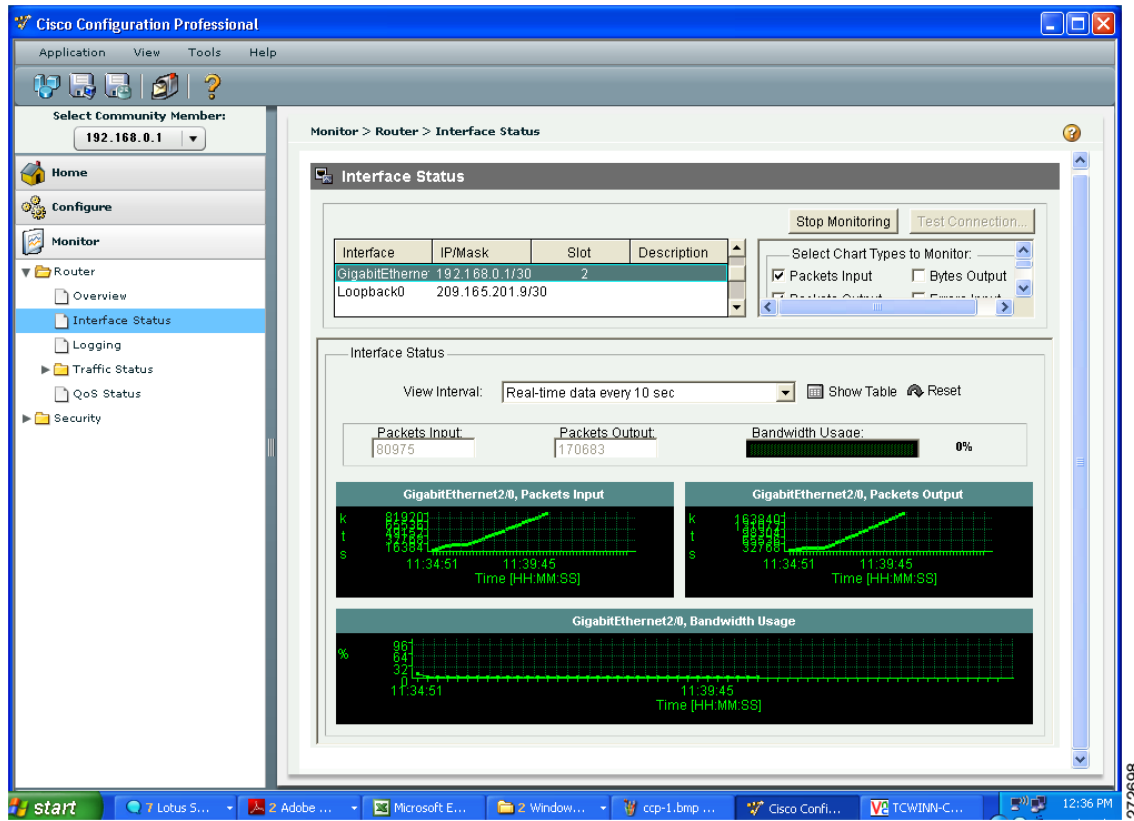 Cisco Configuration Professional
Application View Tools Help
Select Community Member:
192.168.0.1
Home
Configure
Monitor
Router
Overview
Interface Status
Logging
Traffic Status
QoS Status
Security
Monitor > Router > Interface Status
Interface Status
Stop Monitoring Test Connection...
Interface IP/Mask Slot Description
GigabitEtherne 192.168.0.1/30 2
Loopback0 209.165.201.9/30
Select Chart Types to Monitor:
Packets Input Bytes Output
Interface Status
View Interval: Real-time data every 10 sec Show Table Reset
Packets Input: Packets Output: Bandwidth Usage:
80975 170683 0%
GigabitEthernet2/0, Packets Input
k
t
s
81920
16384
11:34:51 11:39:45
Time [HH:MM:SS]
GigabitEthernet2/0, Packets Output
k
t
s
163840
32768
11:34:51 11:39:45
Time [HH:MM:SS]
GigabitEthernet2/0, Bandwidth Usage
%
96
64
32
0
11:34:51 11:39:45
Time [HH:MM:SS]
start 7 Lotus S... 2 Adobe ... Microsoft E... 2 Window... ccp-1.bmp ... Cisco Confi... TCWINN-C... 12:36 PM
272698